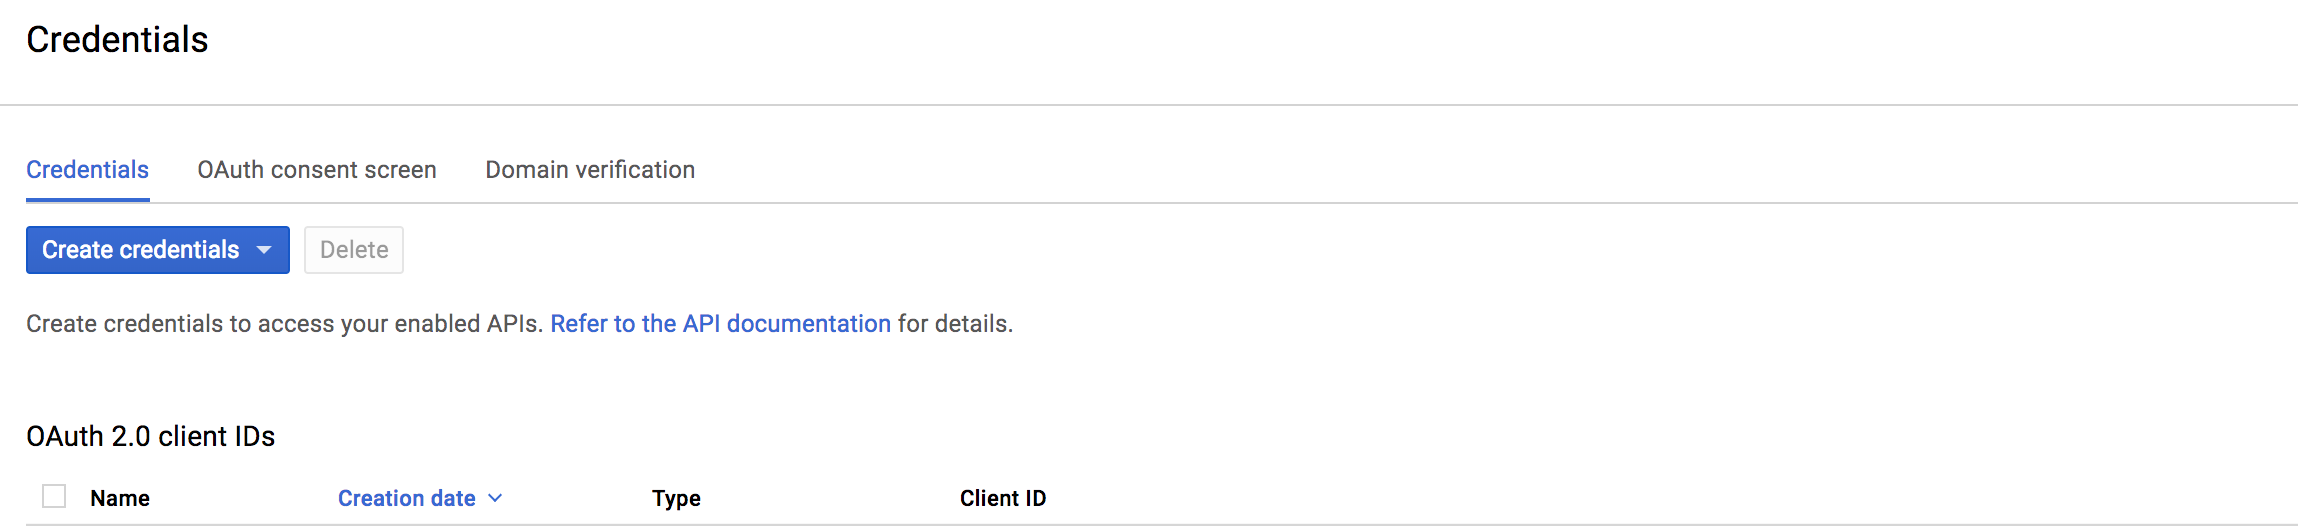 Credentials
Credentials OAuth consent screen Domain verification
Create credentials Delete
Create credentials to access your enabled APIs. Refer to the API documentation for details.
OAuth 2.0 client IDs
Name Creation date Type Client ID